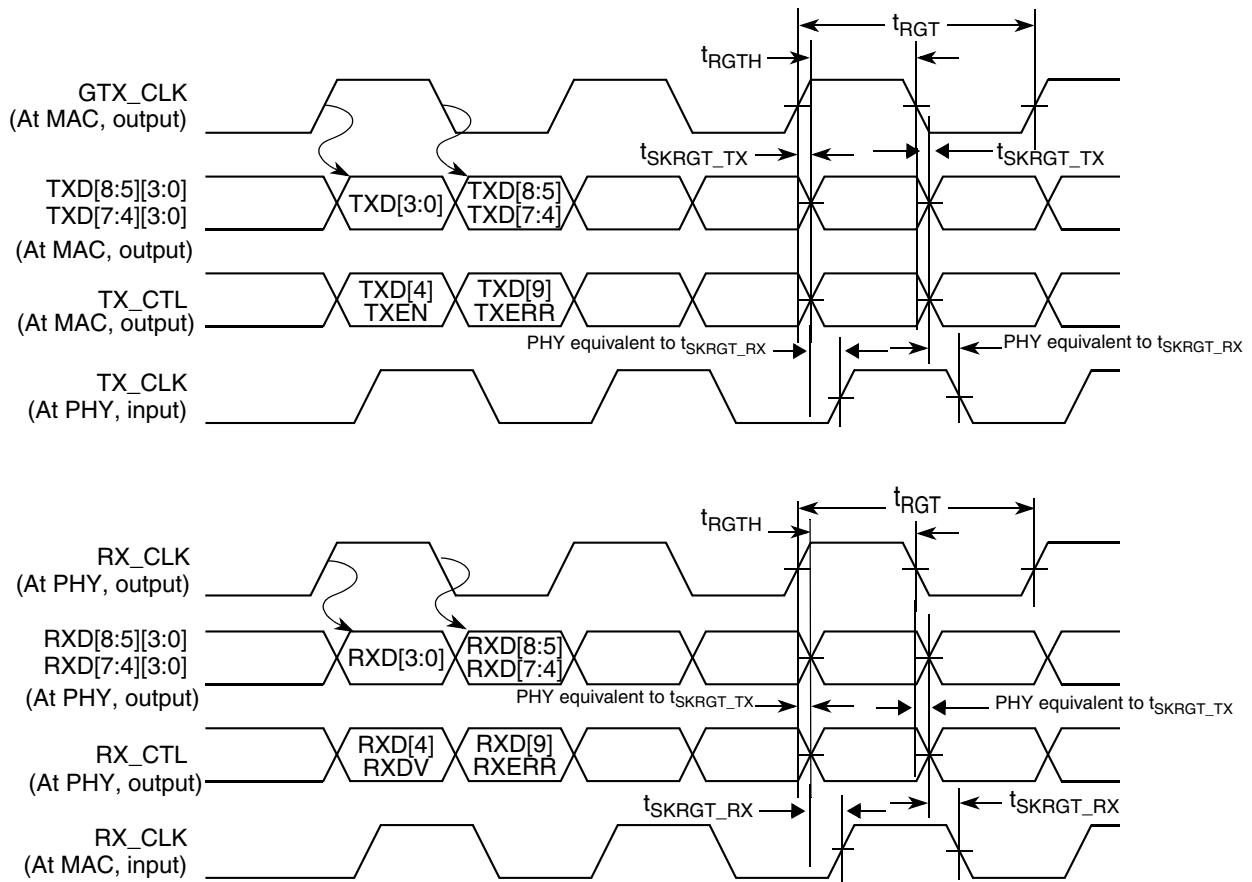 tRGT
tRGTH
GTX_CLK
(At MAC, output)
tSKRGT_TX
tSKRGT_TX
TXD[8:5][3:0]
TXD[7:4][3:0]
(At MAC, output)
TXD[3:0]
TXD[8:5]
TXD[7:4]
TX_CTL
(At MAC, output)
TXD[4]
TXEN
TXD[9]
TXERR
PHY equivalent to tSKRGT_RX
PHY equivalent to tSKRGT_RX
TX_CLK
(At PHY, input)
tRGT
tRGTH
RX_CLK
(At PHY, output)
RXD[8:5][3:0]
RXD[7:4][3:0]
(At PHY, output)
RXD[3:0]
RXD[8:5]
RXD[7:4]
PHY equivalent to tSKRGT_TX
PHY equivalent to tSKRGT_TX
RX_CTL
(At PHY, output)
RXD[4]
RXDV
RXD[9]
RXERR
tSKRGT_RX
tSKRGT_RX
RX_CLK
(At MAC, input)